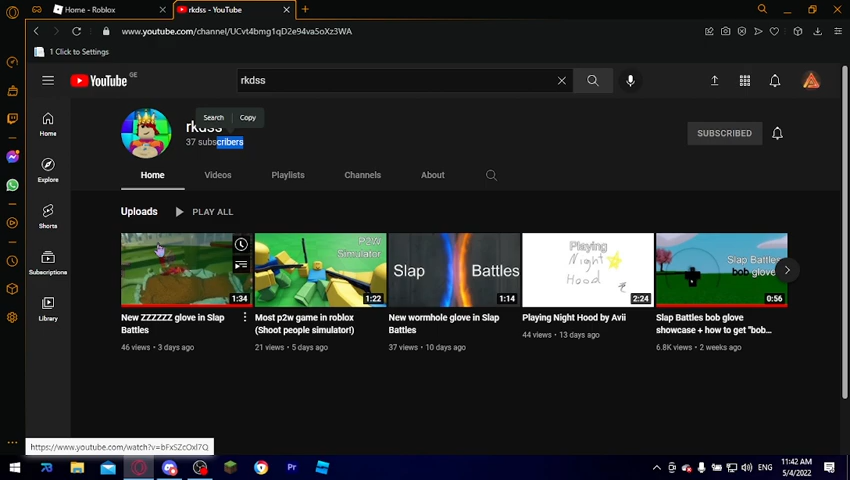 Home - Roblox
rkdss - YouTube
www.youtube.com/channel/UCvt4bmg1qD2e94va5oXz3WA
1 Click to Settings
YouTube GE
rkdss
Search Copy
rkdss
37 subscribers
SUBSCRIBED
Home
Explore
Shorts
Subscriptions
Library
Home Videos Playlists Channels About
Uploads PLAY ALL
1:34
New ZZZZZZ glove in Slap
Battles
46 views • 3 days ago
P2W
Simulator
1:22
Most p2w game in roblox
(Shoot people simulator!)
21 views • 5 days ago
Slap Battles
1:14
New wormhole glove in Slap
Battles
37 views • 10 days ago
Playing
Night
Hood
2:24
Playing Night Hood by Avii
44 views • 13 days ago
Slap Battles
bob glove
0:56
Slap Battles bob glove
showcase + how to get "bob...
6.8K views • 2 weeks ago
https://www.youtube.com/watch?v=bFxSZcOxl7Q
Pr
ENG
11:42 AM
5/4/2022